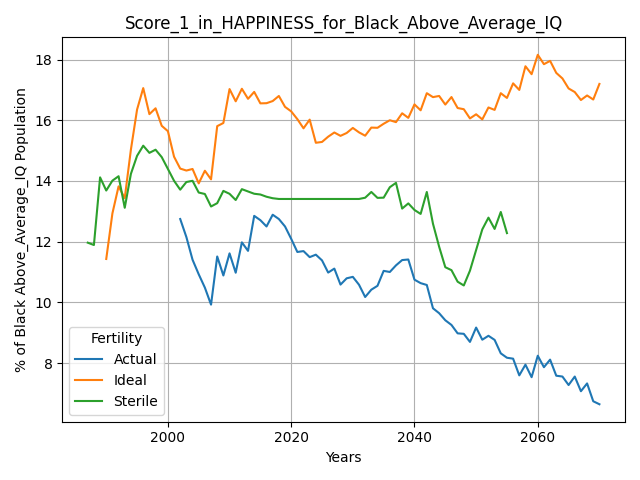 Score_1_in_HAPPINESS_for_Black_Above_Average_IQ
% of Black Above_Average_IQ Population
18
16
14
12
10
8
Fertility
Actual
Ideal
Sterile
2000 2020 2040 2060
Years